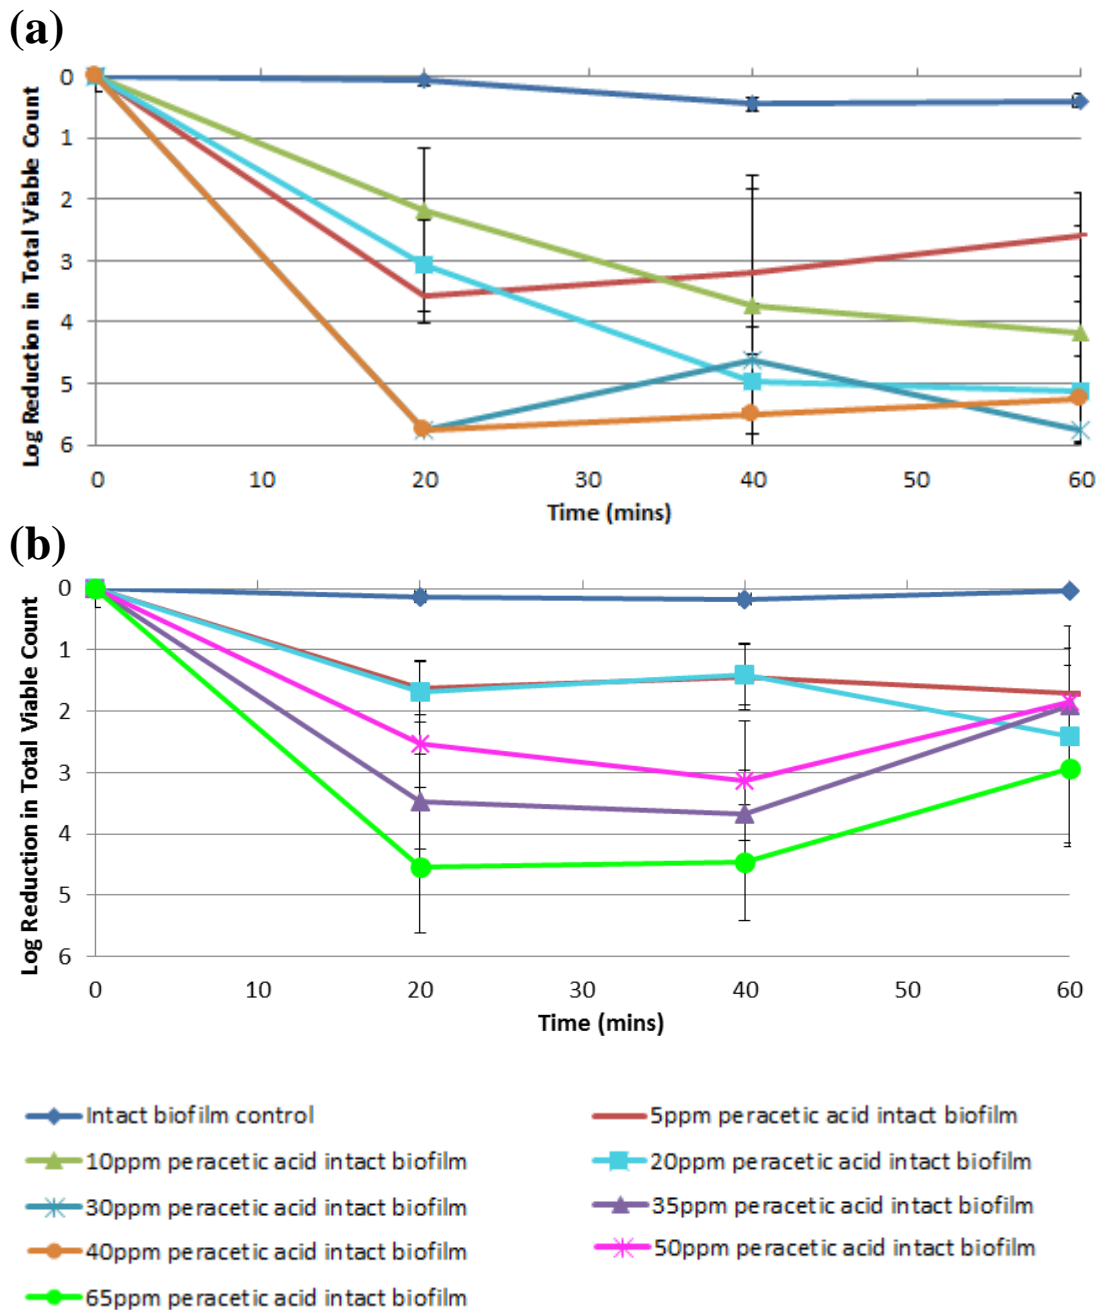 (a)
Log Reduction in Total Viable Count
0
1
2
3
4
5
6
0 10 20 30 40 50 60
Time (mins)
(b)
Log Reduction in Total Viable Count
0
1
2
3
4
5
6
0 10 20 30 40 50 60
Time (mins)
Intact biofilm control
5ppm peracetic acid intact biofilm
10ppm peracetic acid intact biofilm
20ppm peracetic acid intact biofilm
30ppm peracetic acid intact biofilm
35ppm peracetic acid intact biofilm
40ppm peracetic acid intact biofilm
50ppm peracetic acid intact biofilm
65ppm peracetic acid intact biofilm